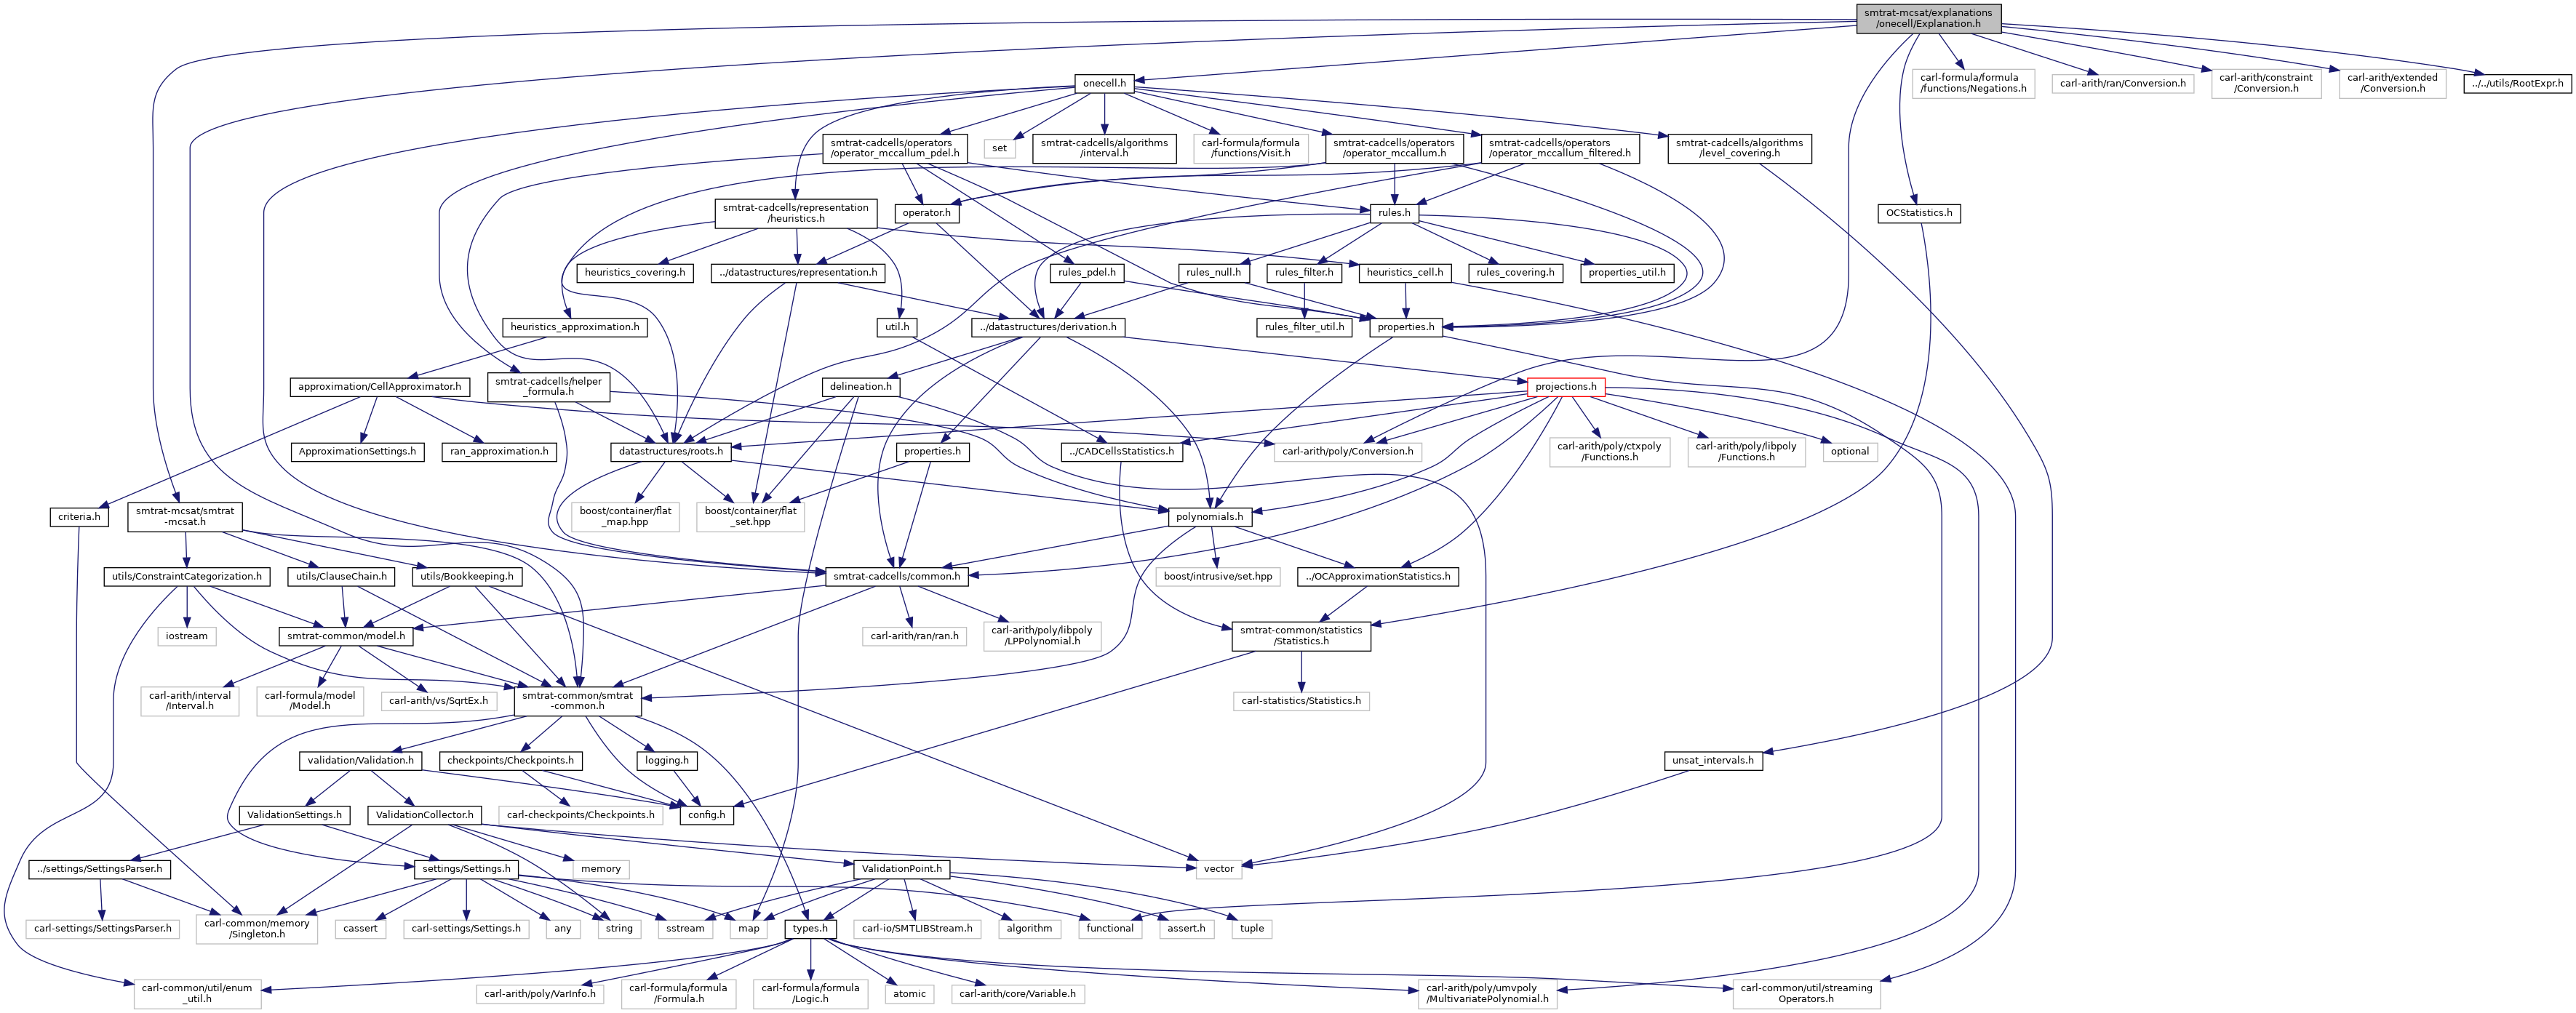 smtrat-mcsat/explanations
/onecell/Explanation.h
onecell.h
carl-formula/formula
/functions/Negations.h
carl-arith/ran/Conversion.h
carl-arith/constraint
/Conversion.h
carl-arith/extended
/Conversion.h
../../utils/RootExpr.h
smtrat-cadcells/operators
/operator_mccallum_pdel.h
set
smtrat-cadcells/algorithms
/interval.h
carl-formula/formula
/functions/Visit.h
smtrat-cadcells/operators
/operator_mccallum.h
smtrat-cadcells/operators
/operator_mccallum_filtered.h
smtrat-cadcells/algorithms
/level_covering.h
smtrat-cadcells/representation
/heuristics.h
operator.h
rules.h
OCStatistics.h
heuristics_covering.h
../datastructures/representation.h
rules_pdel.h
rules_null.h
rules_filter.h
heuristics_cell.h
rules_covering.h
properties_util.h
heuristics_approximation.h
util.h
../datastructures/derivation.h
rules_filter_util.h
properties.h
approximation/CellApproximator.h
smtrat-cadcells/helper
_formula.h
delineation.h
projections.h
ApproximationSettings.h
ran_approximation.h
datastructures/roots.h
properties.h
../CADCellsStatistics.h
carl-arith/poly/Conversion.h
carl-arith/poly/ctxpoly
/Functions.h
carl-arith/poly/libpoly
/Functions.h
optional
criteria.h
smtrat-mcsat/smtrat
-mcsat.h
boost/container/flat
_map.hpp
boost/container/flat
_set.hpp
polynomials.h
utils/ConstraintCategorization.h
utils/ClauseChain.h
utils/Bookkeeping.h
smtrat-cadcells/common.h
boost/intrusive/set.hpp
../OCApproximationStatistics.h
iostream
smtrat-common/model.h
carl-arith/ran/ran.h
carl-arith/poly/libpoly
/LPPolynomial.h
smtrat-common/statistics
/Statistics.h
carl-arith/interval
/Interval.h
carl-formula/model
/Model.h
carl-arith/vs/SqrtEx.h
smtrat-common/smtrat
-common.h
carl-statistics/Statistics.h
validation/Validation.h
checkpoints/Checkpoints.h
logging.h
unsat_intervals.h
ValidationSettings.h
ValidationCollector.h
carl-checkpoints/Checkpoints.h
config.h
../settings/SettingsParser.h
settings/Settings.h
memory
ValidationPoint.h
vector
carl-settings/SettingsParser.h
carl-common/memory
/Singleton.h
cassert
carl-settings/Settings.h
any
string
sstream
map
types.h
carl-io/SMTLIBStream.h
algorithm
functional
assert.h
tuple
carl-common/util/enum
_util.h
carl-arith/poly/VarInfo.h
carl-formula/formula
/Formula.h
carl-formula/formula
/Logic.h
atomic
carl-arith/core/Variable.h
carl-arith/poly/umvpoly
/MultivariatePolynomial.h
carl-common/util/streaming
Operators.h